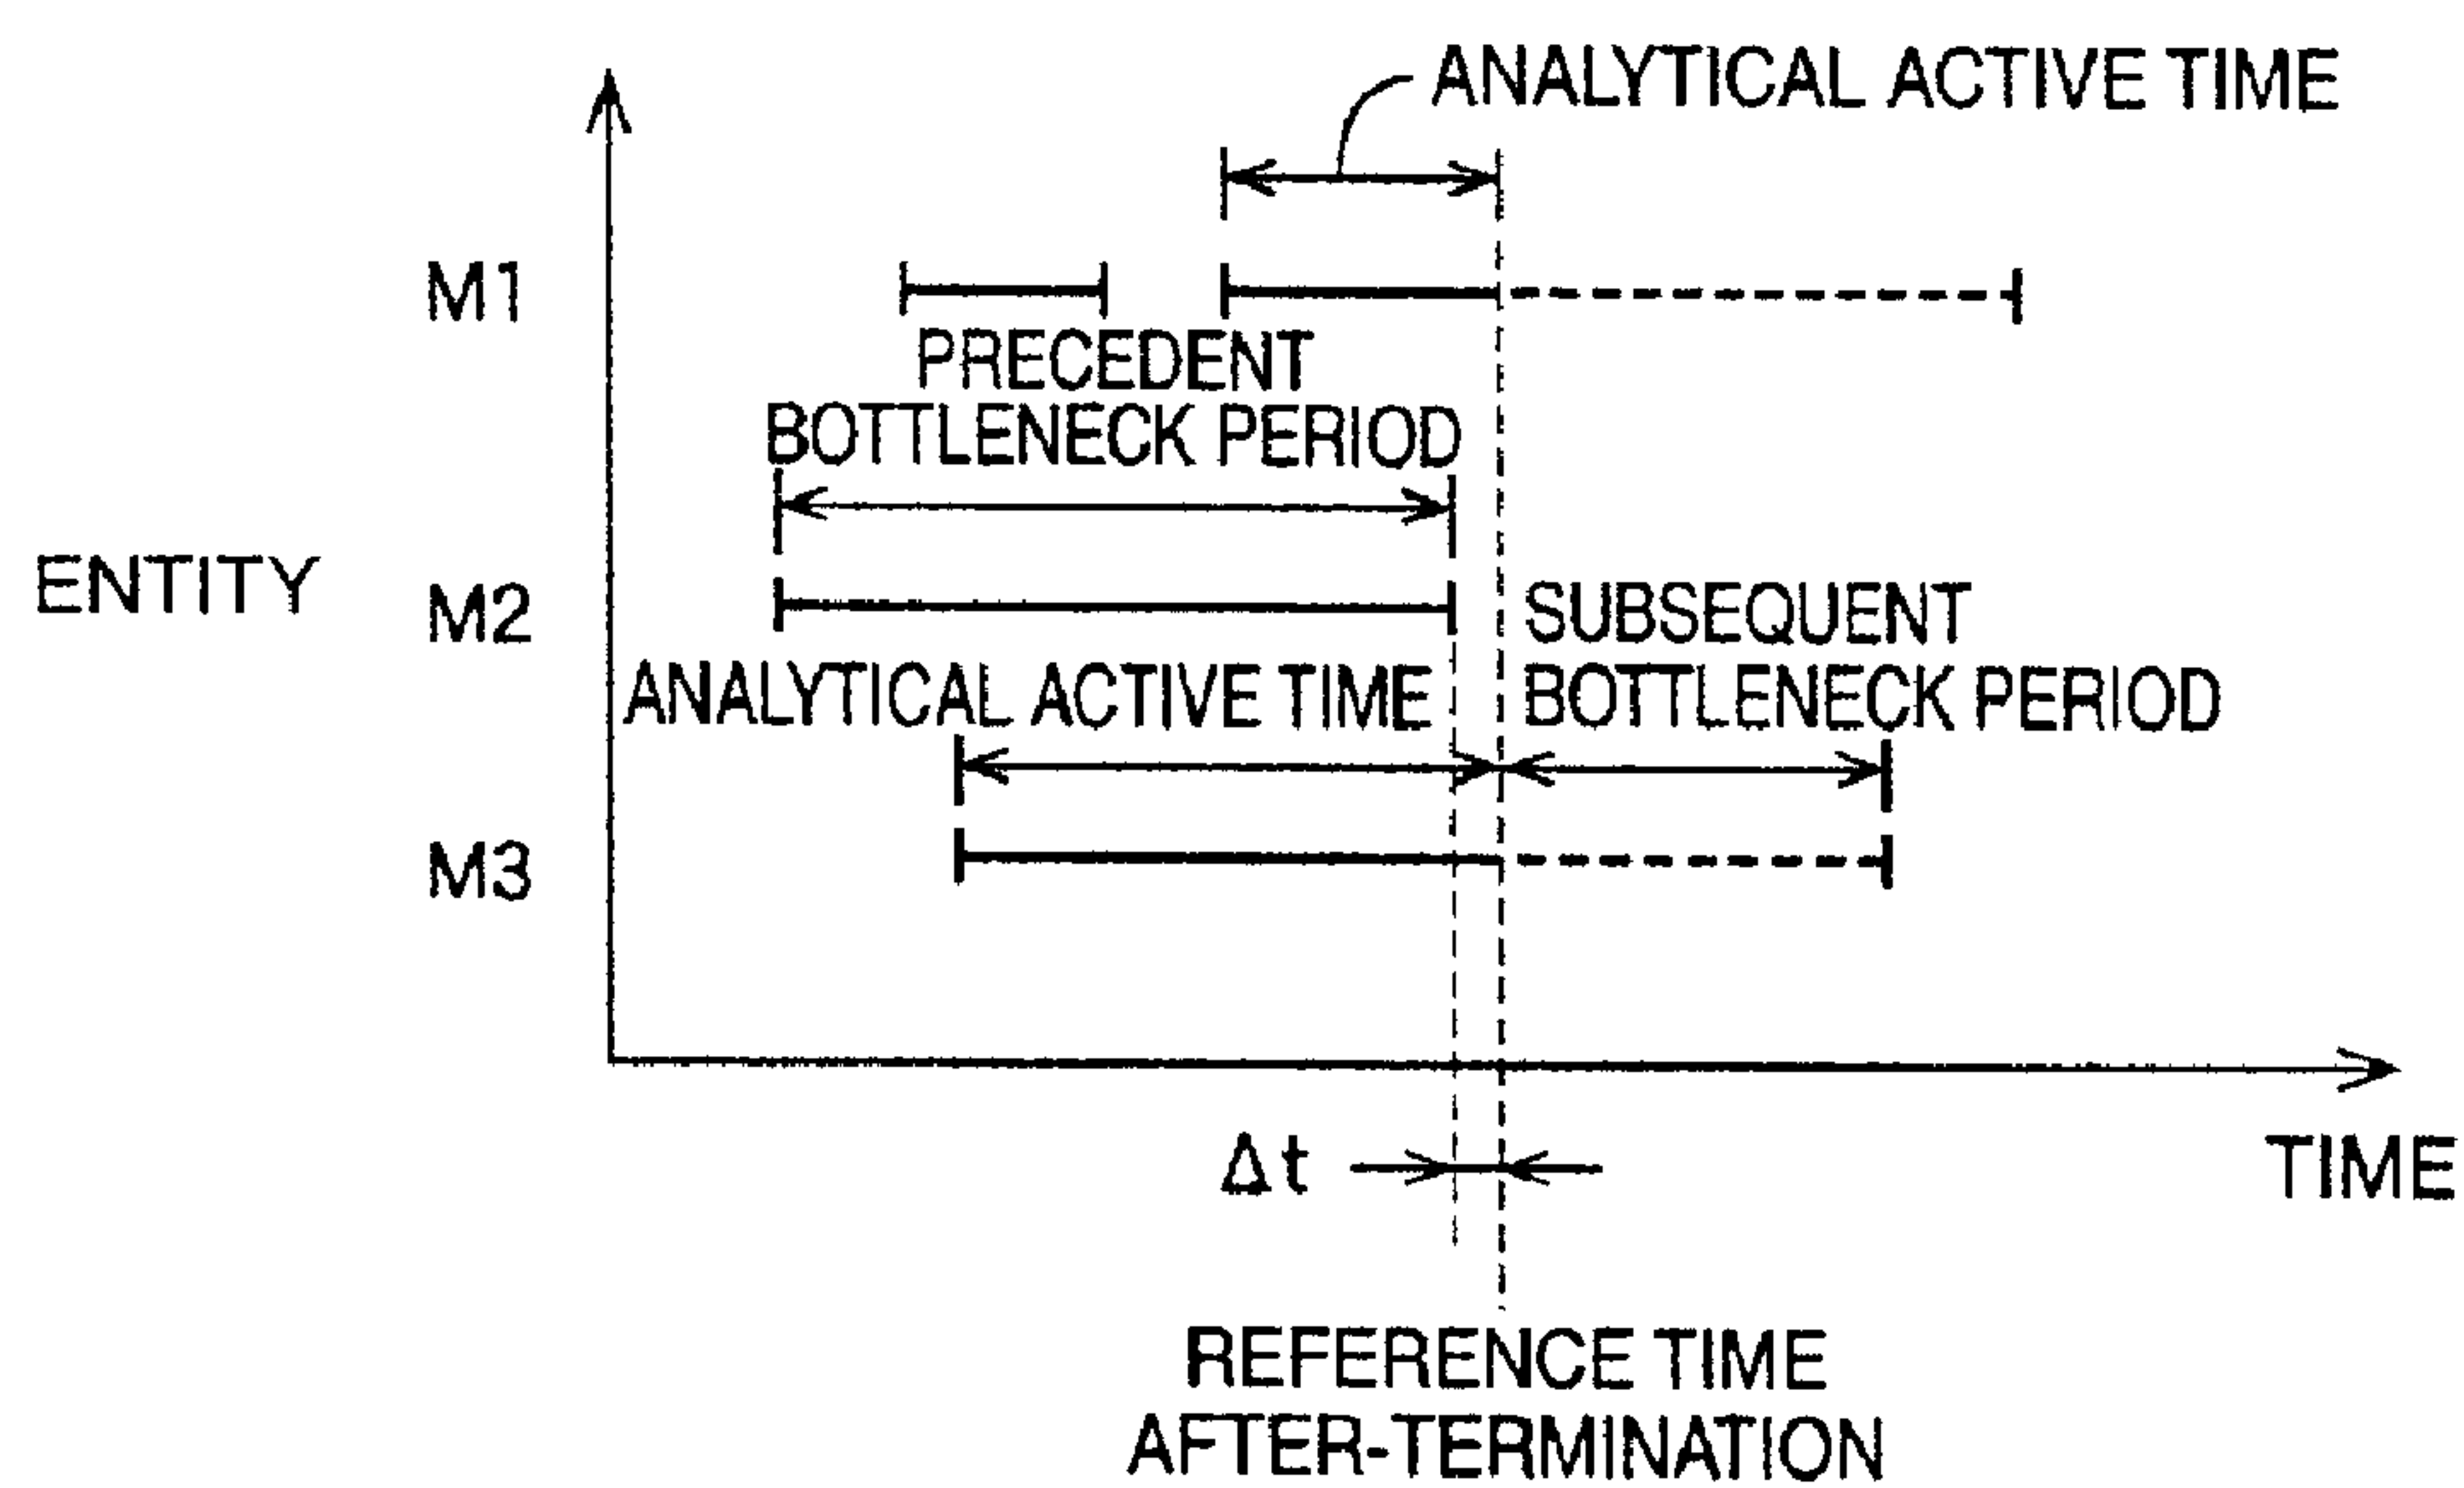 ANALYTICAL ACTIVE TIME
M1
PRECEDENT
BOTTLENECK PERIOD
ENTITY
M2
SUBSEQUENT
BOTTLENECK PERIOD
ANALYTICAL ACTIVE TIME
M3
Δt
TIME
REFERENCE TIME
AFTER-TERMINATION